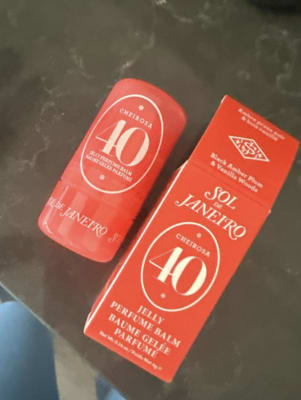 CHEIROSA
40
JELLY PERFUME BALM
BAUME GELÉE PARFUMÉ
DE JANEIRO
Black Amber Plum
& Vanilla Woods
SOL
DE
JANEIRO
CHEIROSA
40
JELLY
PERFUME BALM
BAUME GELÉE
PARFUMÉ